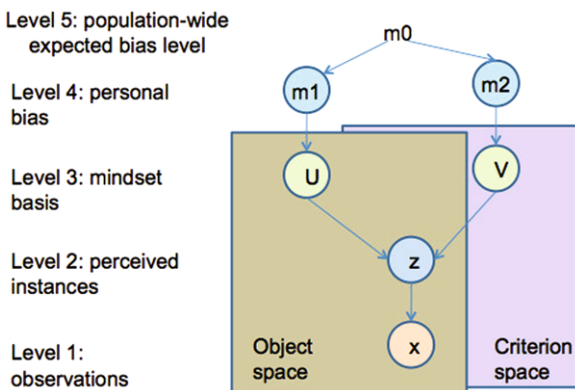 Level 5: population-wide
expected bias level
m0
Level 4: personal
bias
m1
m2
Level 3: mindset
basis
U
V
Level 2: perceived
instances
z
Level 1:
observations
Object
space
x
Criterion
space